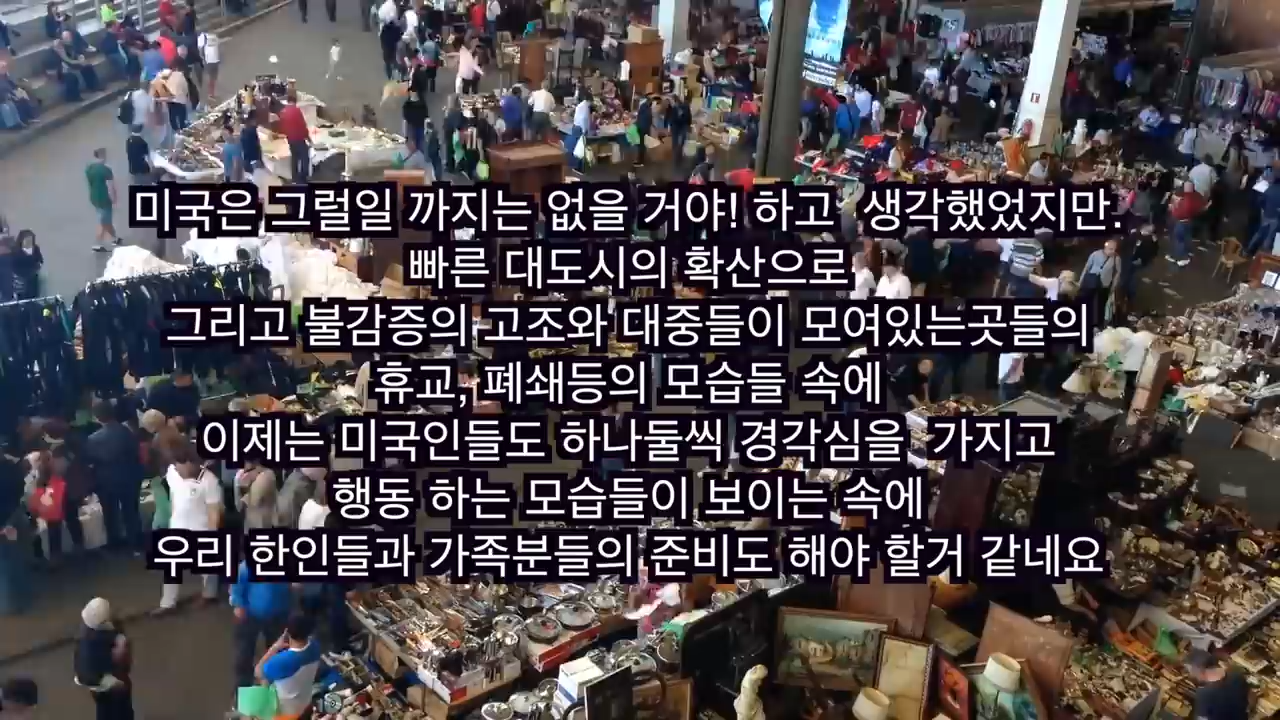 미국은 그럴일 까지는 없을 거야! 하고 생각했었지만.
빠른 대도시의 확산으로
그리고 불감증의 고조와 대중들이 모여있는곳들의
휴교, 폐쇄등의 모습들 속에
이제는 미국인들도 하나둘씩 경각심을 가지고
행동 하는 모습들이 보이는 속에
우리 한인들과 가족분들의 준비도 해야 할거 같네요